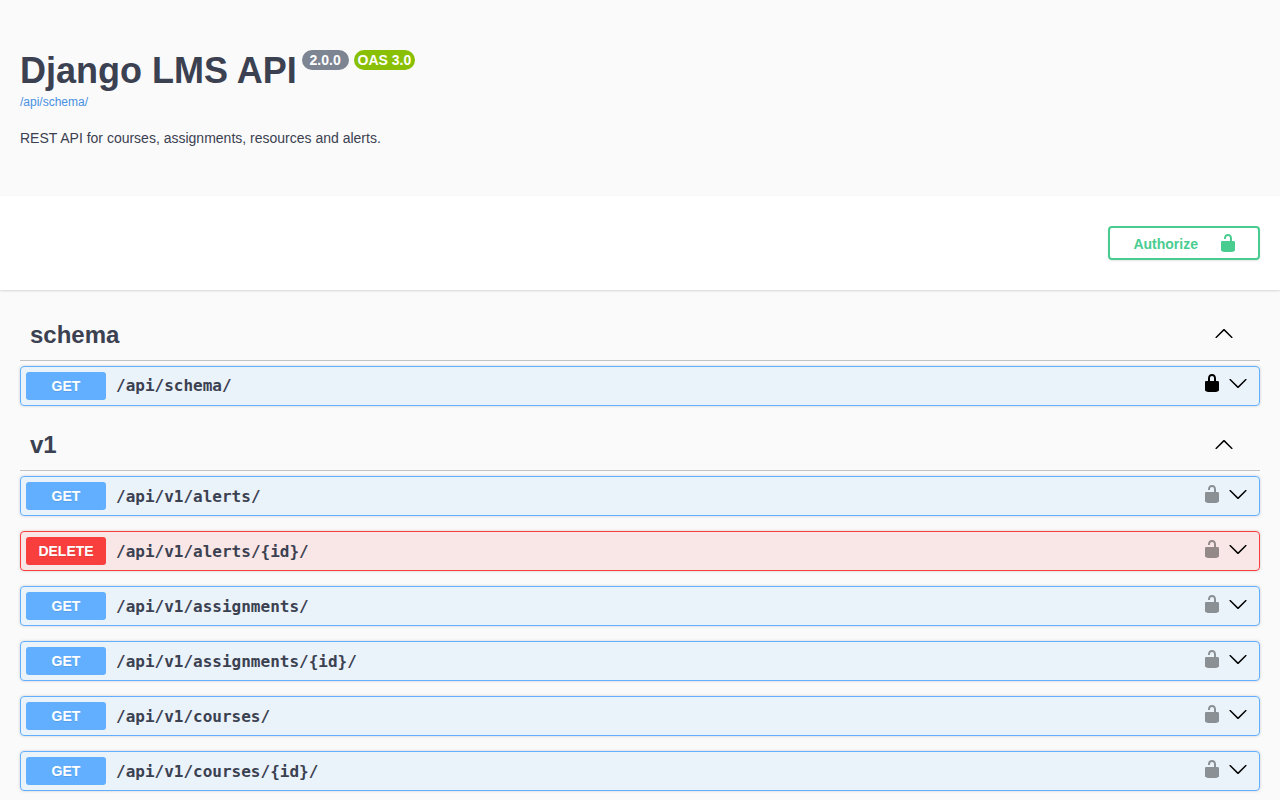 Django LMS API 2.0.0 OAS 3.0
/api/schema/
REST API for courses, assignments, resources and alerts.
Authorize
schema
GET /api/schema/
v1
GET /api/v1/alerts/
DELETE /api/v1/alerts/{id}/
GET /api/v1/assignments/
GET /api/v1/assignments/{id}/
GET /api/v1/courses/
GET /api/v1/courses/{id}/